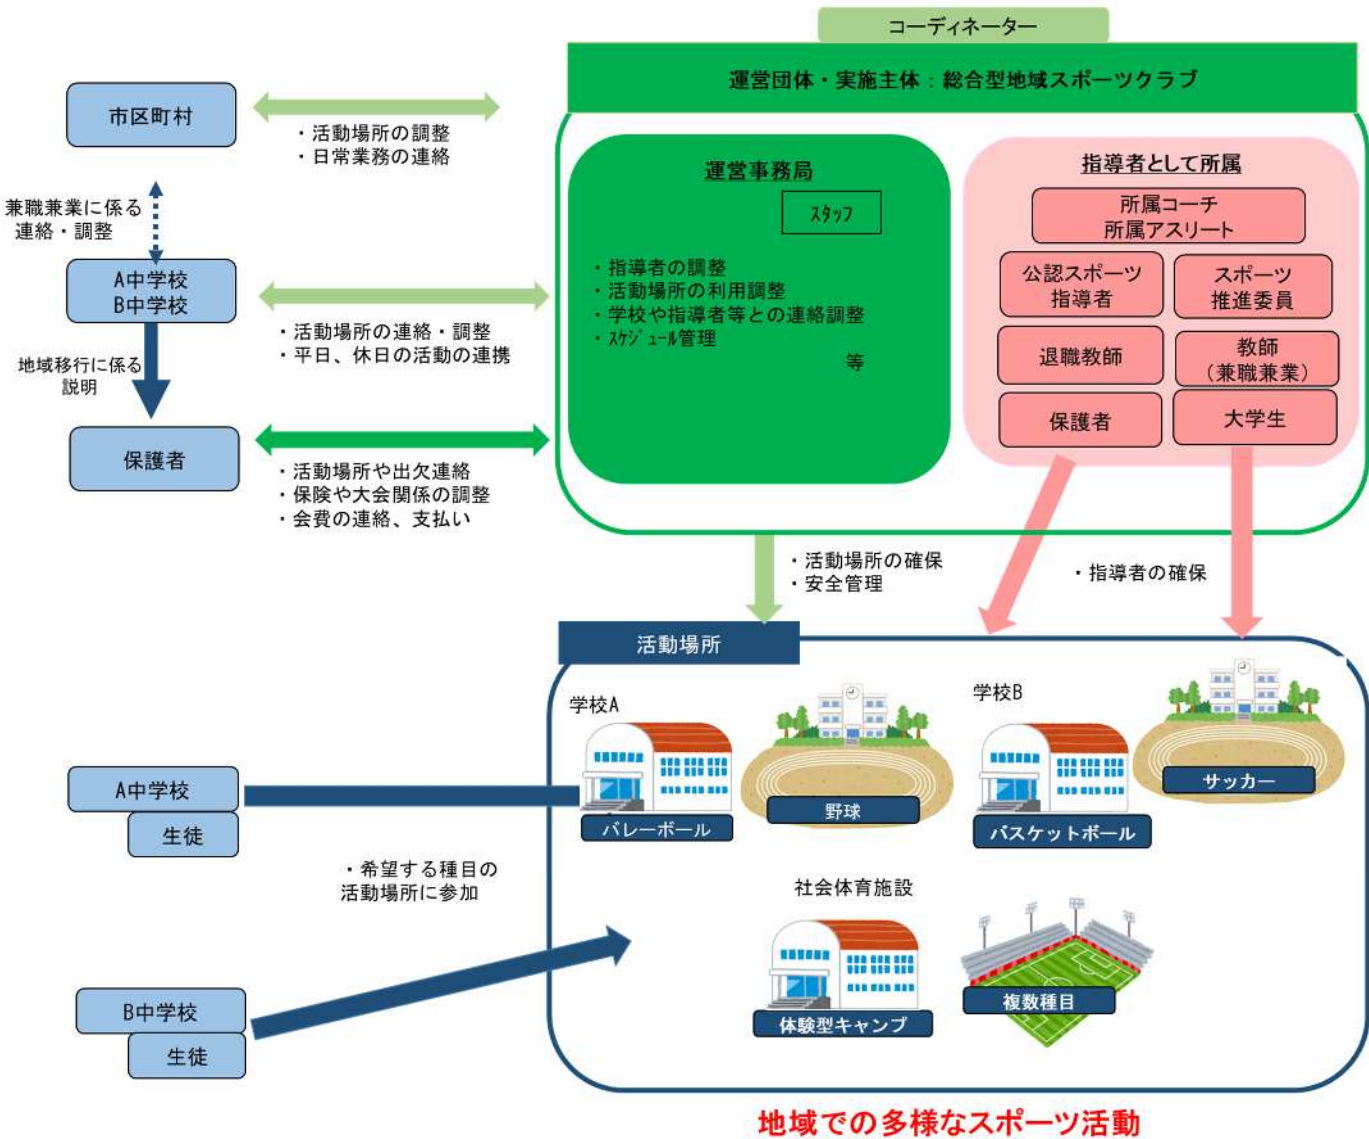 コーディネーター
運営団体・実施主体：総合型地域スポーツクラブ
市区町村
・活動場所の調整
・日常業務の連絡
兼職兼業に係る
連絡・調整
A中学校
B中学校
・活動場所の連絡・調整
・平日、休日の活動の連携
地域移行に係る
説明
保護者
・活動場所や出欠連絡
・保険や大会関係の調整
・会費の連絡、支払い
運営事務局
スタッフ
・指導者の調整
・活動場所の利用調整
・学校や指導者等との連絡調整
・スケジュール管理
等
指導者として所属
所属コーチ
所属アスリート
公認スポーツ
指導者
スポーツ
推進委員
退職教師
教師
（兼職兼業）
保護者
大学生
・活動場所の確保
・安全管理
・指導者の確保
活動場所
学校A
バレーボール
野球
学校B
バスケットボール
サッカー
社会体育施設
体験型キャンプ
複数種目
A中学校
生徒
・希望する種目の
活動場所に参加
B中学校
生徒
地域での多様なスポーツ活動